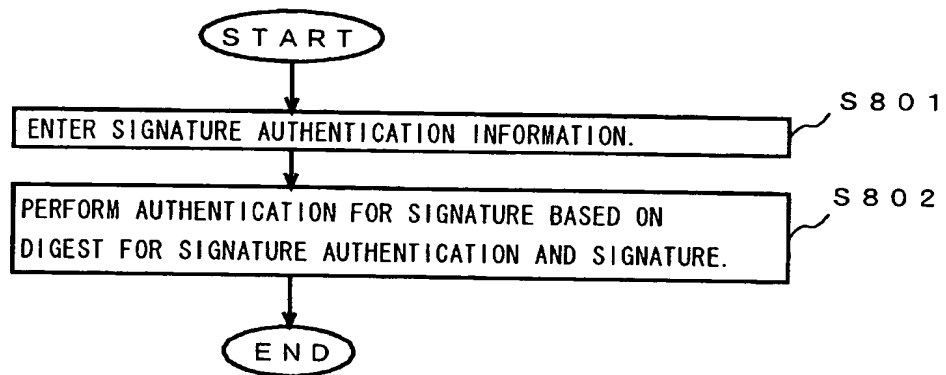 START
S801
ENTER SIGNATURE AUTHENTICATION INFORMATION.
S802
PERFORM AUTHENTICATION FOR SIGNATURE BASED ON
DIGEST FOR SIGNATURE AUTHENTICATION AND SIGNATURE.
END